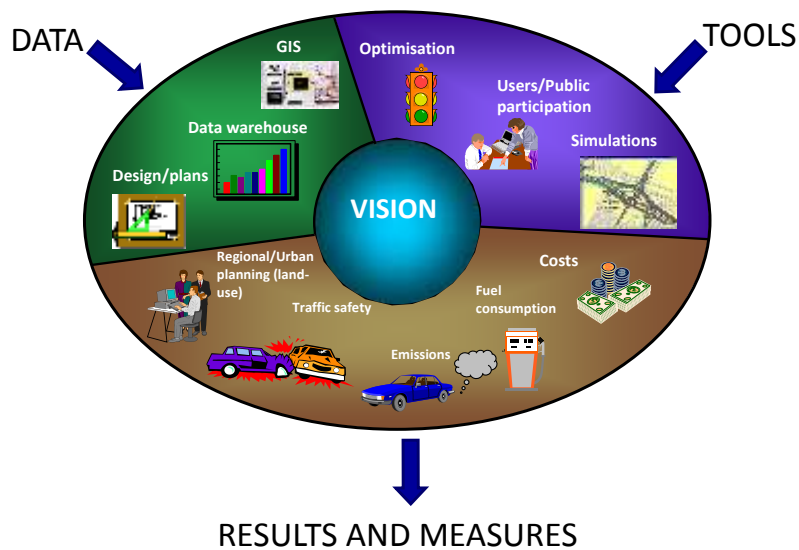 DATA
TOOLS
GIS
Data warehouse
Design/plans
Optimisation
Users/Public
participation
Simulations
VISION
Regional/Urban
planning (land-
use)
Traffic safety
Emissions
Fuel
consumption
Costs
RESULTS AND MEASURES